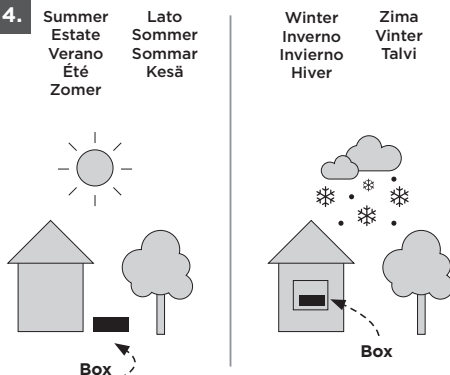 4.
Summer
Estate
Verano
Été
Zomer
Lato
Sommer
Sommar
Kesä
Box
Winter
Inverno
Invierno
Hiver
Zima
Vinter
Talvi
Box